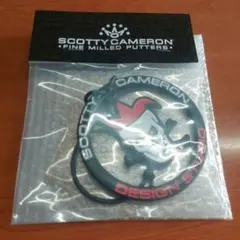 SCOTTY CAMERON
FINE MILLED PUTTERS
SCOTTY CAMERON
DESIGN STUDIO